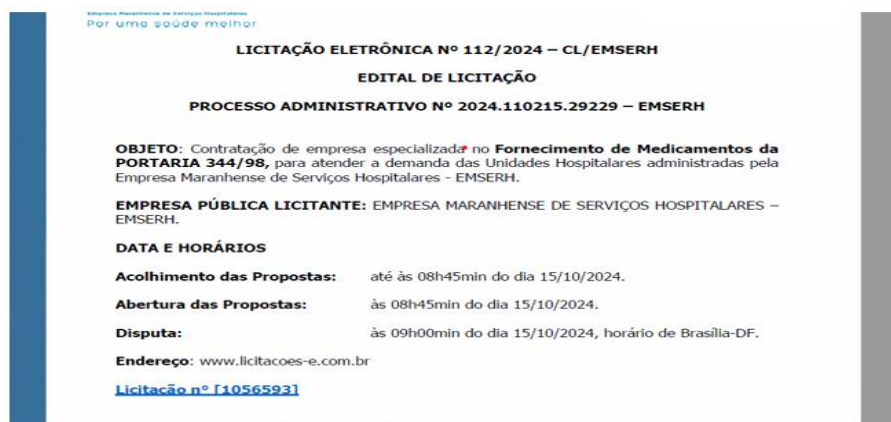 Empresa Maranhense de Serviços Hospitalares
Por uma saúde melhor
LICITAÇÃO ELETRÔNICA Nº 112/2024 – CL/EMSERH
EDITAL DE LICITAÇÃO
PROCESSO ADMINISTRATIVO Nº 2024.110215.29229 – EMSERH
OBJETO: Contratação de empresa especializada no Fornecimento de Medicamentos da
PORTARIA 344/98, para atender a demanda das Unidades Hospitalares administradas pela
Empresa Maranhense de Serviços Hospitalares - EMSERH.
EMPRESA PÚBLICA LICITANTE: EMPRESA MARANHENSE DE SERVIÇOS HOSPITALARES –
EMSERH.
DATA E HORÁRIOS
Acolhimento das Propostas: até às 08h45min do dia 15/10/2024.
Abertura das Propostas: às 08h45min do dia 15/10/2024.
Disputa: às 09h00min do dia 15/10/2024, horário de Brasília-DF.
Endereço: www.licitacoes-e.com.br
Licitação nº [1056593]